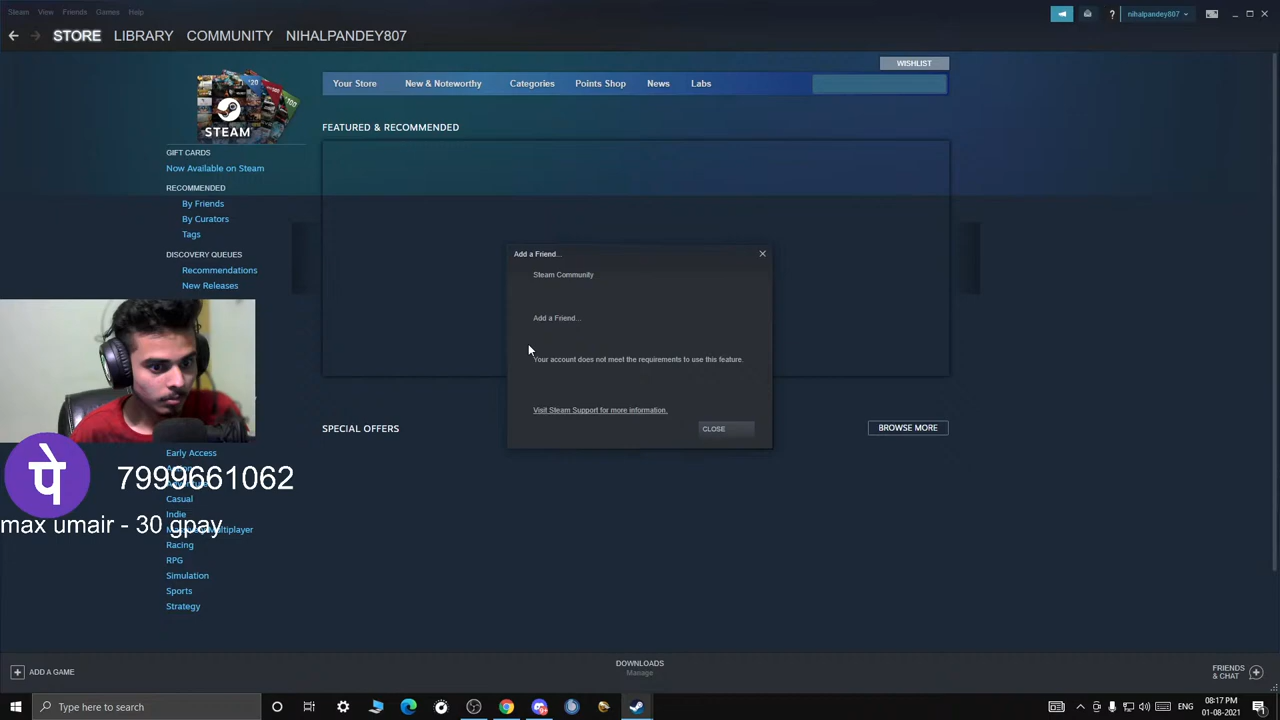 Steam View Friends Games Help
nihalpandey807
STORE LIBRARY COMMUNITY NIHALPANDEY807
WISHLIST
Your Store New & Noteworthy Categories Points Shop News Labs
STEAM
FEATURED & RECOMMENDED
GIFT CARDS
Now Available on Steam
RECOMMENDED
By Friends
By Curators
Tags
DISCOVERY QUEUES
Recommendations
New Releases
Add a Friend...
Steam Community
Add a Friend...
Your account does not meet the requirements to use this feature.
Visit Steam Support for more information.
CLOSE
SPECIAL OFFERS
BROWSE MORE
Early Access
Casual
Indie
Racing
RPG
Simulation
Sports
Strategy
पे
7999661062
max umair - 30 gpay
ADD A GAME
DOWNLOADS
Manage
FRIENDS
& CHAT
Type here to search
ENG
08:17 PM
01-08-2021